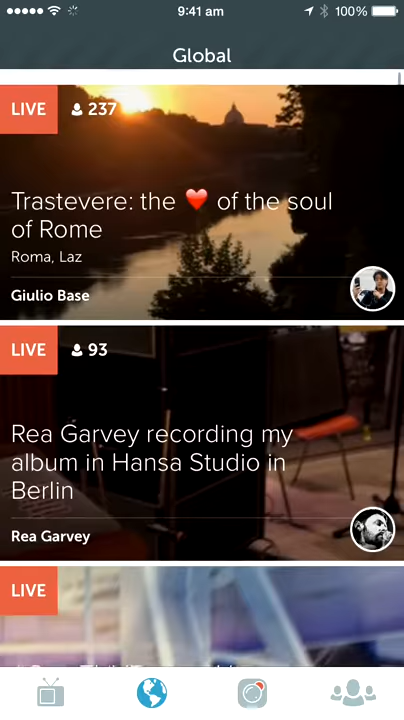 9:41 am
100%
Global
LIVE
237
Trastevere: the ❤️ of the soul
of Rome
Roma, Laz
Giulio Base
LIVE
93
Rea Garvey recording my
album in Hansa Studio in
Berlin
Rea Garvey
LIVE